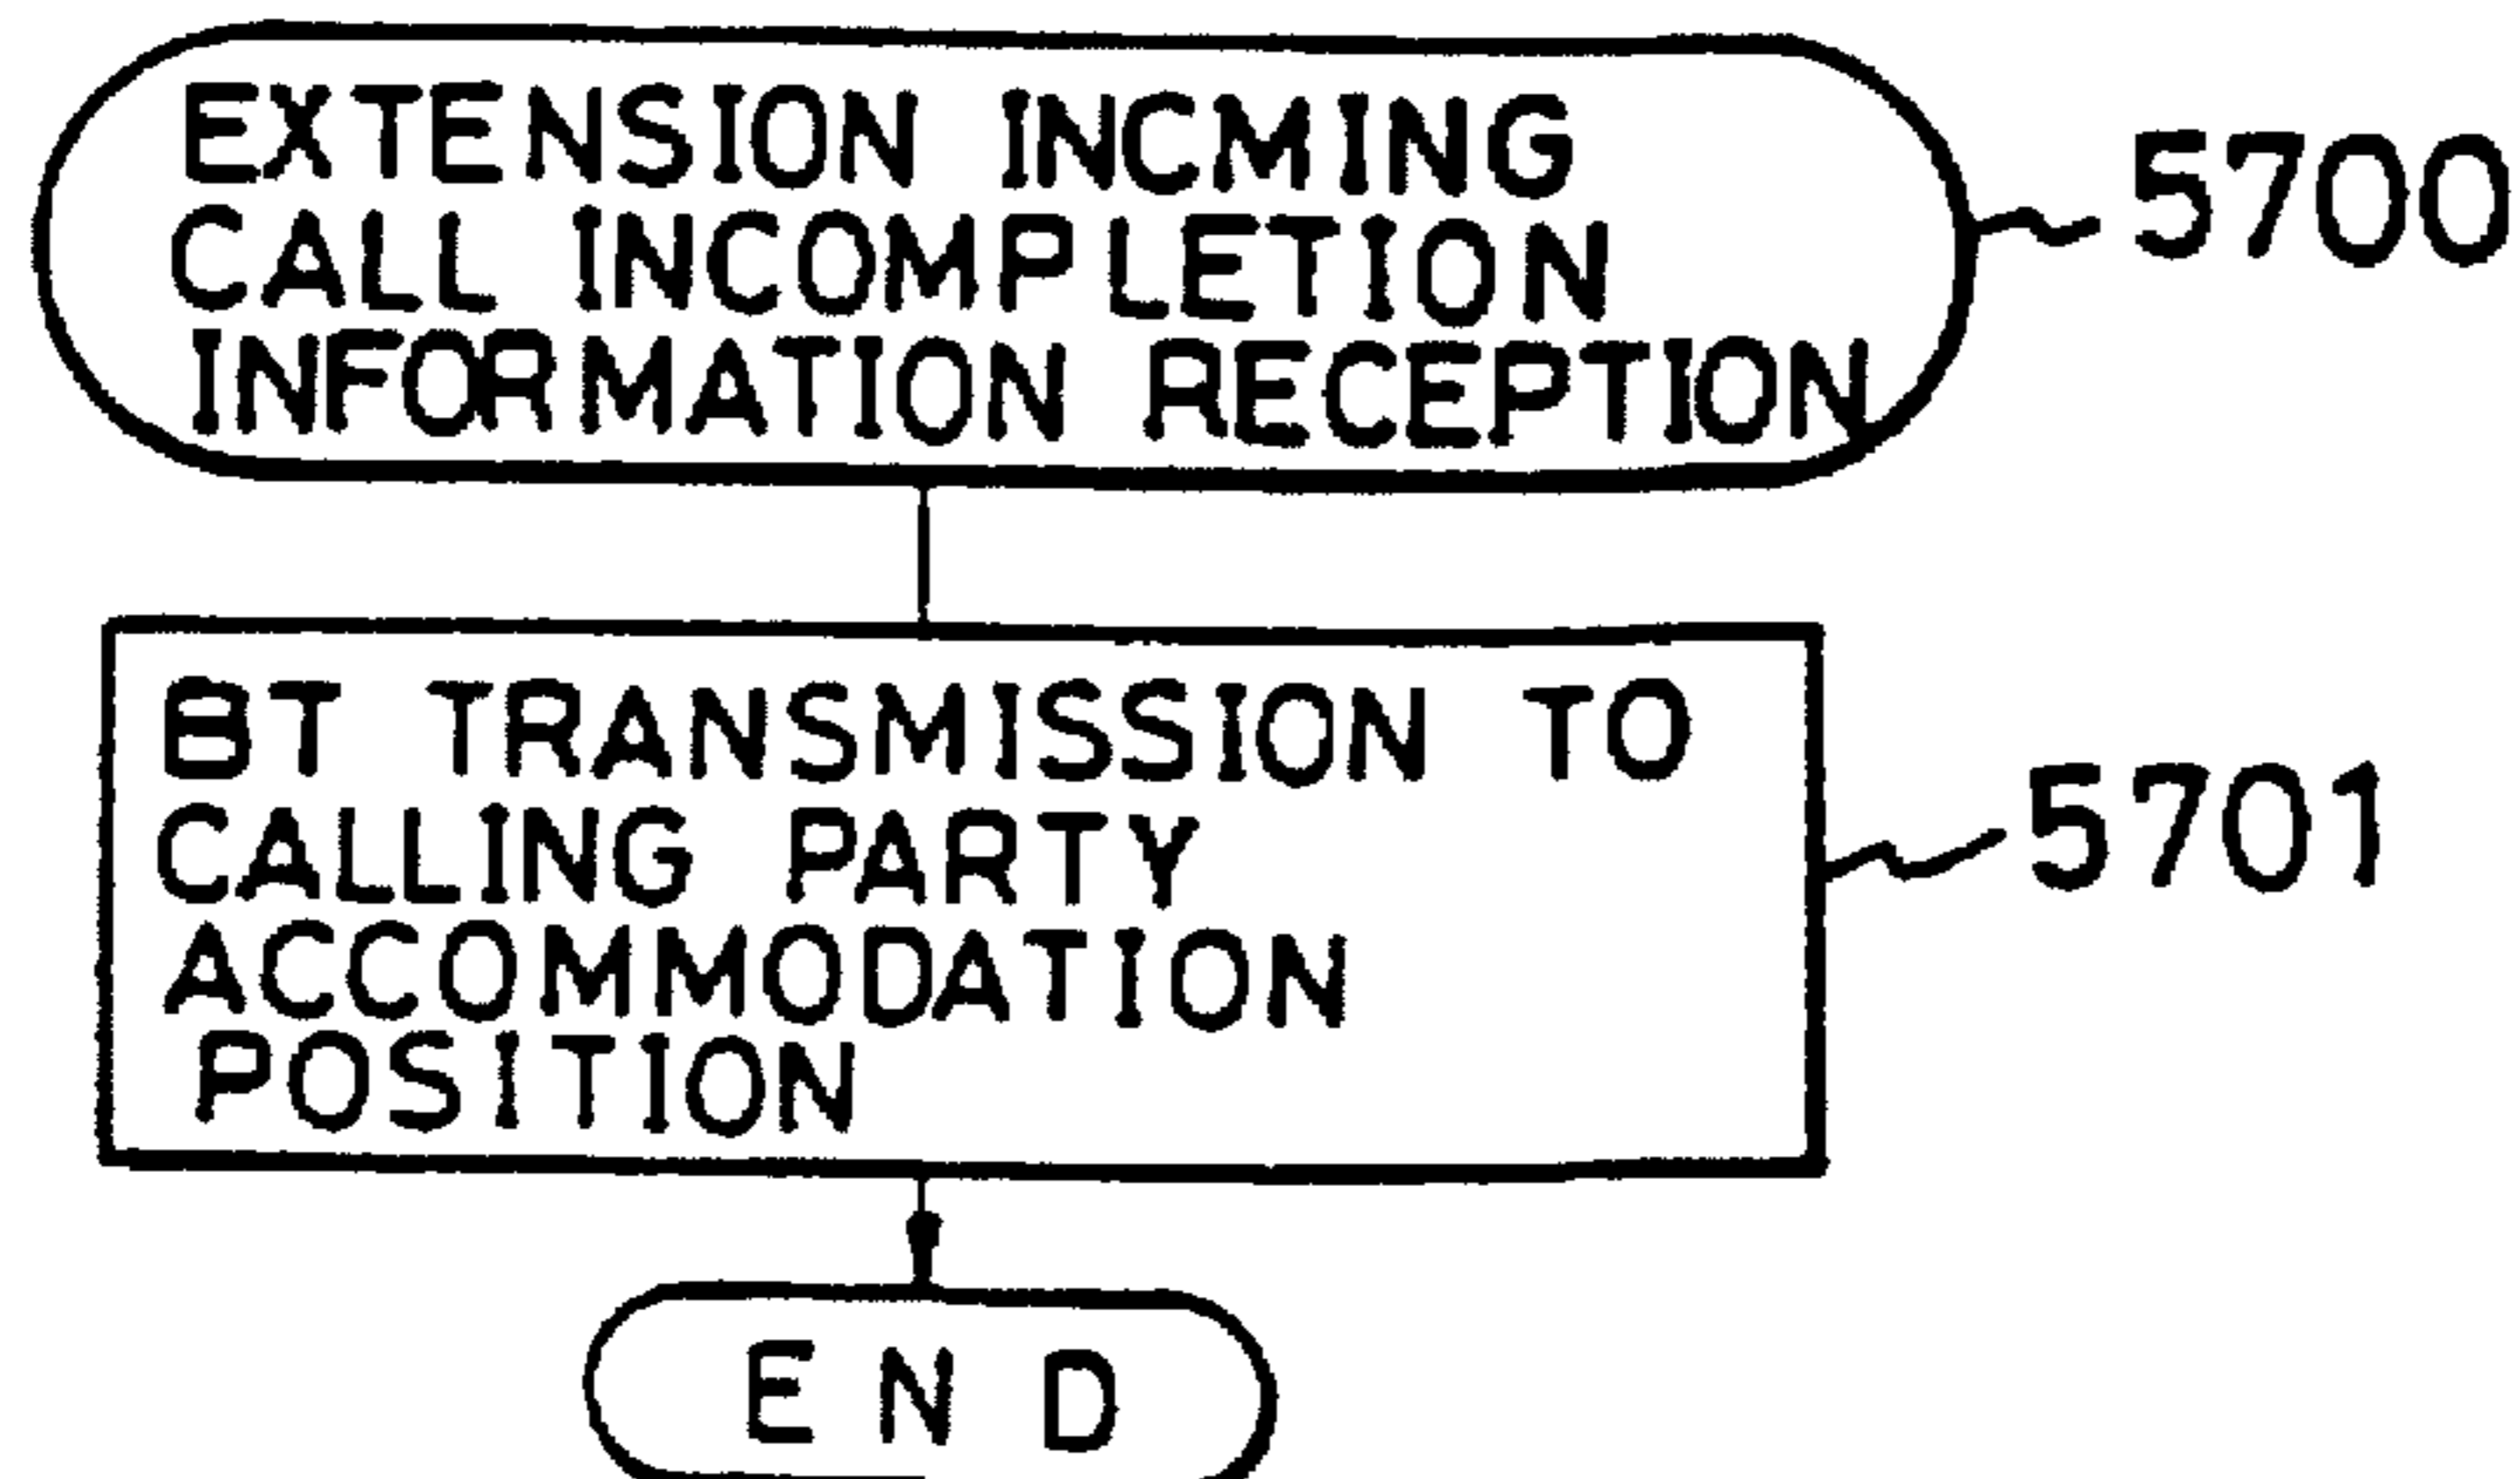 EXTENSION INCMING
CALL INCOMPLETION
INFORMATION RECEPTION
5700
BT TRANSMISSION TO
CALLING PARTY
ACCOMMODATION
POSITION
5701
END